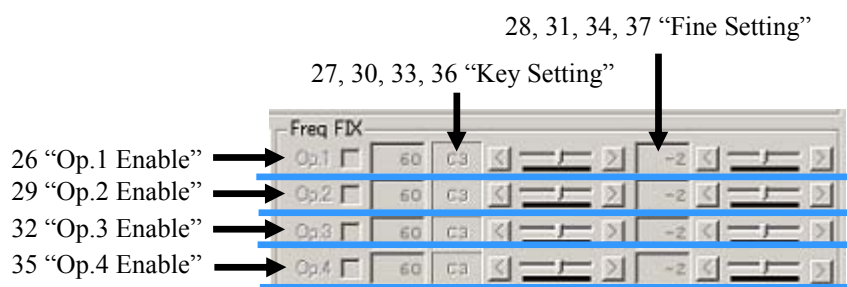 28, 31, 34, 37 “Fine Setting”
27, 30, 33, 36 “Key Setting”
Freq FIX
26 “Op.1 Enable” Op.1 60 C3 < > -2 < >
29 “Op.2 Enable” Op.2 60 C3 < > -2 < >
32 “Op.3 Enable” Op.3 60 C3 < > -2 < >
35 “Op.4 Enable” Op.4 60 C3 < > -2 < >